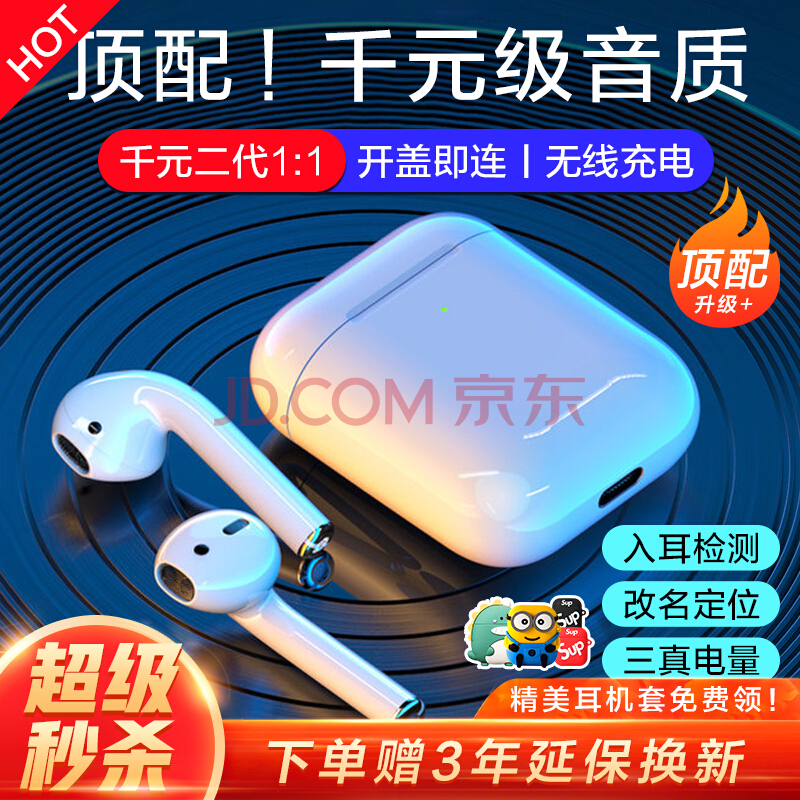 HOT
顶配！千元级音质
千元二代1:1
开盖即连丨无线充电
顶配
升级+
JD.COM 京东
入耳检测
改名定位
三真电量
Sup
Sup
精美耳机套免费领！
超级
秒杀
下单赠3年延保换新